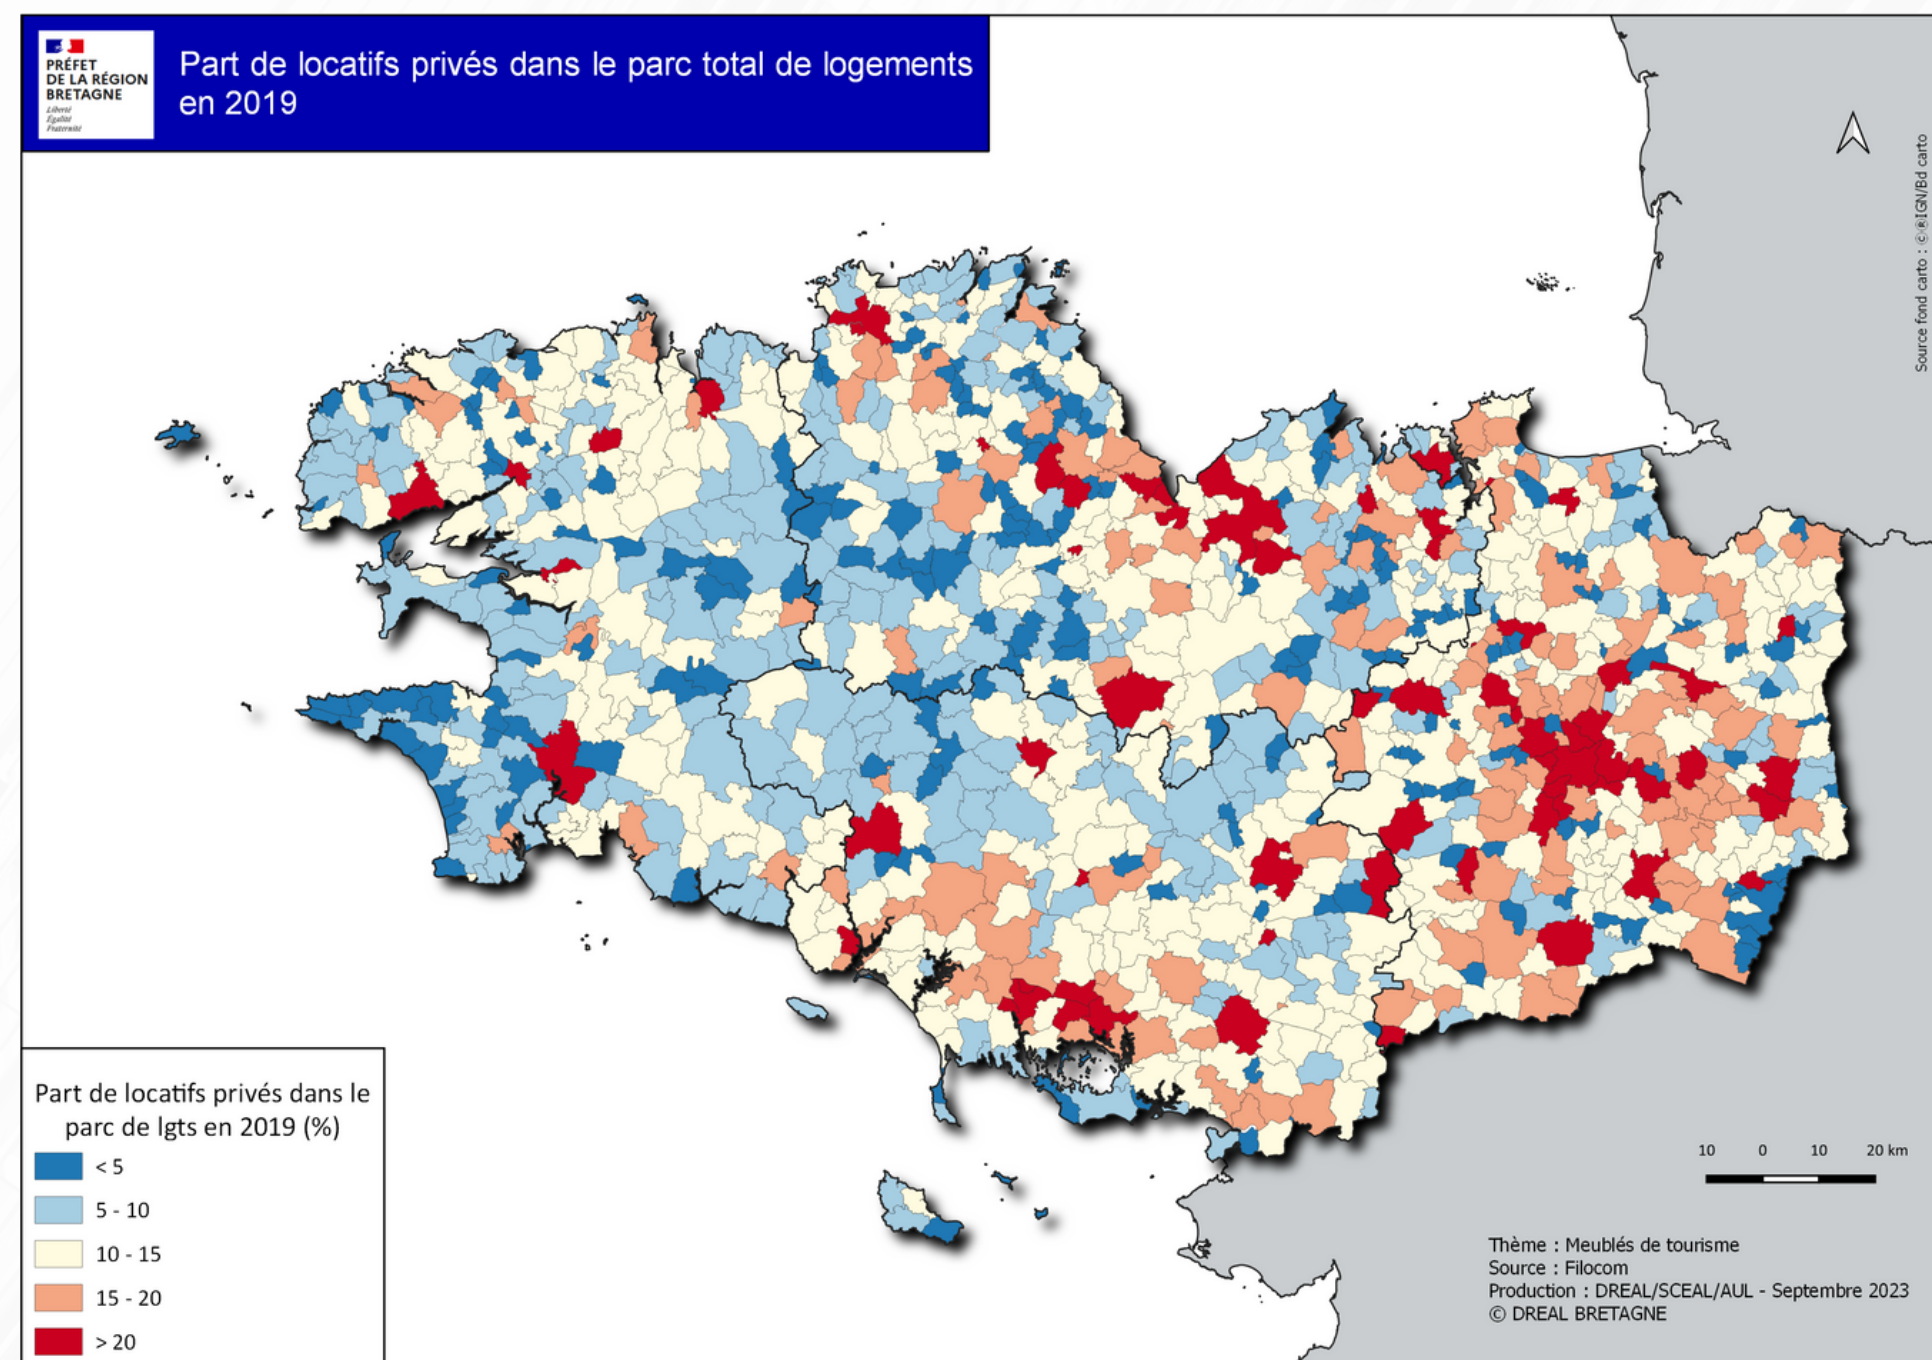 PRÉFET
DE LA RÉGION
BRETAGNE
Liberté
Égalité
Fraternité
Part de locatifs privés dans le parc total de logements
en 2019
Source fond carto : ©®IGN/Bd carto
Part de locatifs privés dans le
parc de lgts en 2019 (%)
< 5
5 - 10
10 - 15
15 - 20
> 20
10 0 10 20 km
Thème : Meublés de tourisme
Source : Filocom
Production : DREAL/SCEAL/AUL - Septembre 2023
© DREAL BRETAGNE